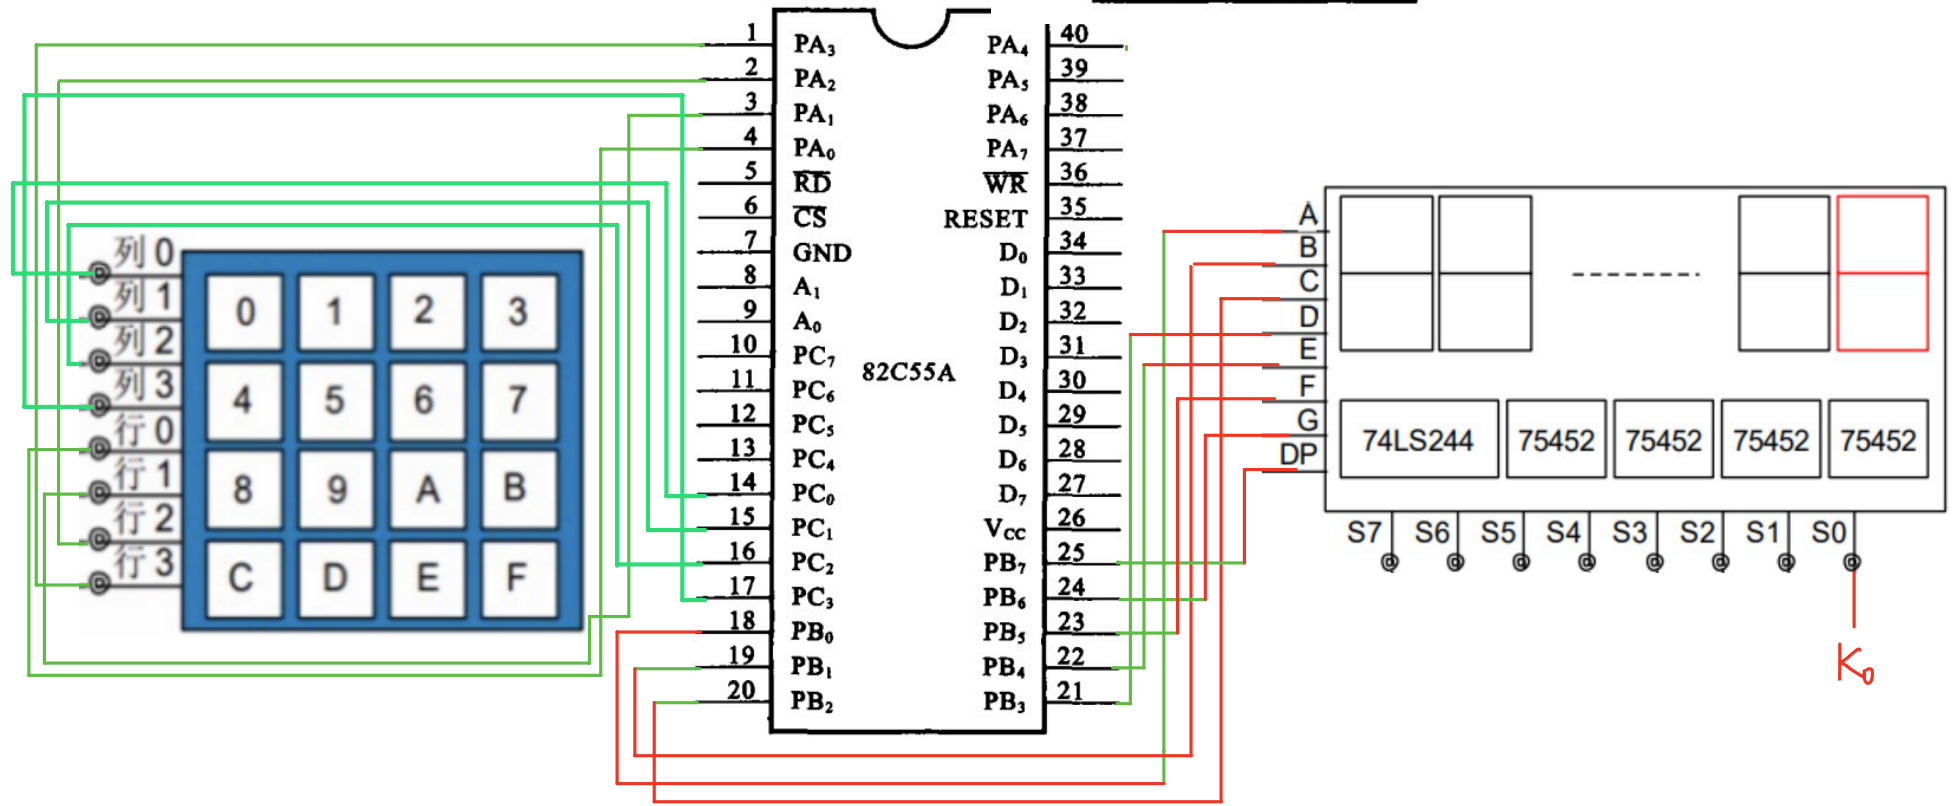 列 0
列 1
列 2
列 3
行 0
行 1
行 2
行 3
0 1 2 3
4 5 6 7
8 9 A B
C D E F
1 PA₃ PA₄ 40
2 PA₂ PA₅ 39
3 PA₁ PA₆ 38
4 PA₀ PA₇ 37
5 R̅D̅ W̅R̅ 36
6 C̅S̅ RESET 35
7 GND D₀ 34
8 A₁ D₁ 33
9 A₀ D₂ 32
10 PC₇ D₃ 31
82C55A
11 PC₆ D₄ 30
12 PC₅ D₅ 29
13 PC₄ D₆ 28
14 PC₀ D₇ 27
15 PC₁ V_CC 26
16 PC₂ PB₇ 25
17 PC₃ PB₆ 24
18 PB₀ PB₅ 23
19 PB₁ PB₄ 22
20 PB₂ PB₃ 21
A
B
C
D
E
F
G
DP
74LS244 75452 75452 75452 75452
S7 S6 S5 S4 S3 S2 S1 S0
K₀